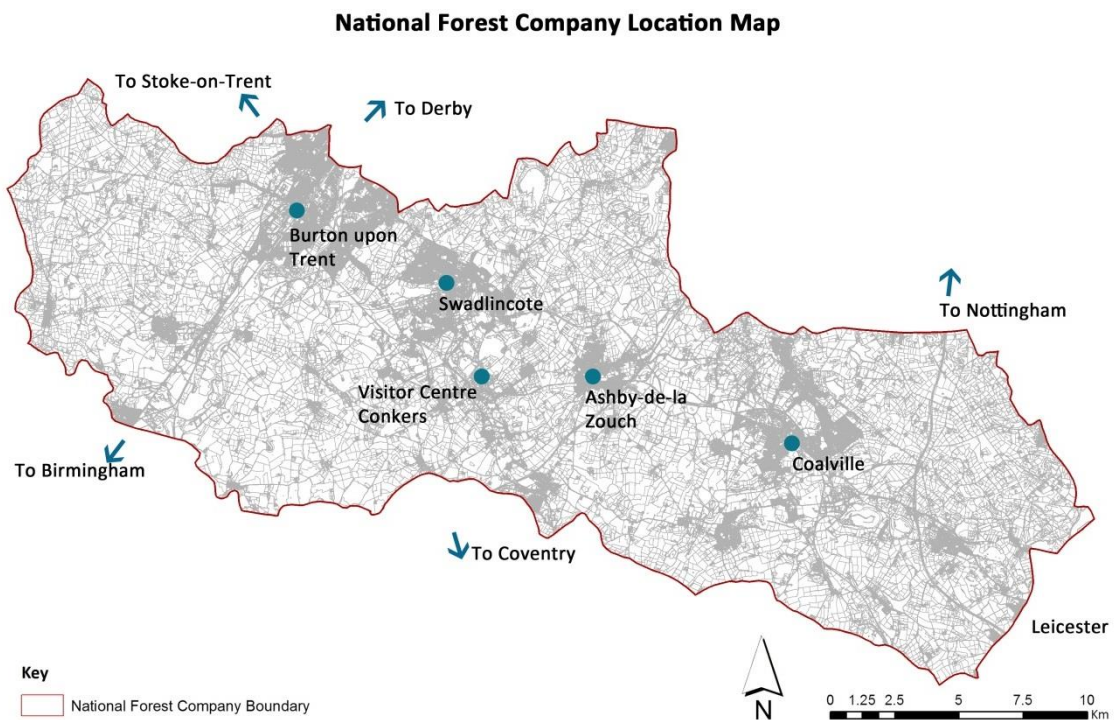 National Forest Company Location Map
To Stoke-on-Trent
To Derby
Burton upon
Trent
Swadlincote
To Nottingham
Visitor Centre
Conkers
Ashby-de-la
Zouch
To Birmingham
Coalville
To Coventry
Leicester
Key
National Forest Company Boundary
N
0 1.25 2.5 5 7.5 10
Km